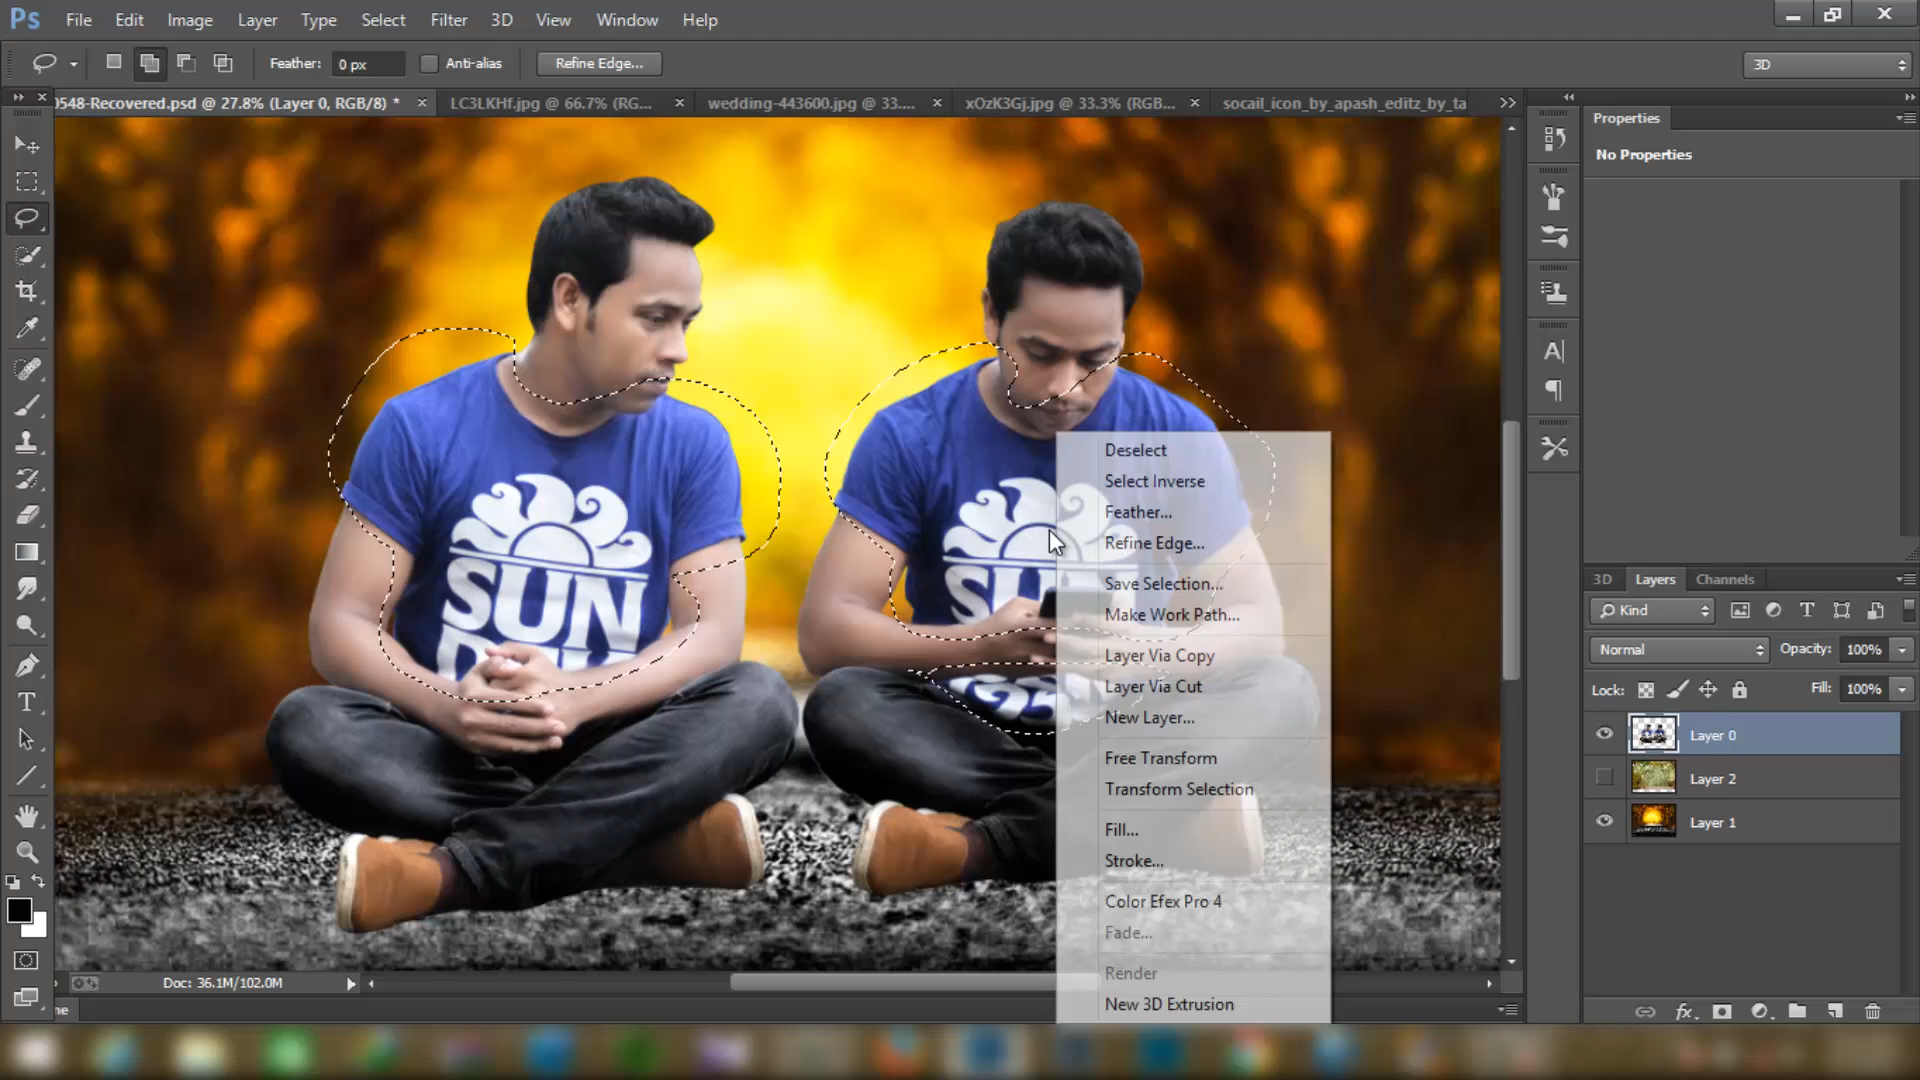 Ps File Edit Image Layer Type Select Filter 3D View Window Help
Feather: 0 px Anti-alias Refine Edge... 3D
0548-Recovered.psd @ 27.8% (Layer 0, RGB/8) * LC3LKHf.jpg @ 66.7% (RG... wedding-443600.jpg @ 33.... xOzK3Gj.jpg @ 33.3% (RGB... socail_icon_by_apash_editz_by_ta
Properties
No Properties
Deselect
Select Inverse
Feather...
Refine Edge...
Save Selection...
Make Work Path...
Layer Via Copy
Layer Via Cut
New Layer...
Free Transform
Transform Selection
Fill...
Stroke...
Color Efex Pro 4
Fade...
Render
New 3D Extrusion
SUN
3D Layers Channels
Kind
Normal Opacity: 100%
Lock: Fill: 100%
Layer 0
Layer 2
Layer 1
Doc: 36.1M/102.0M
ne